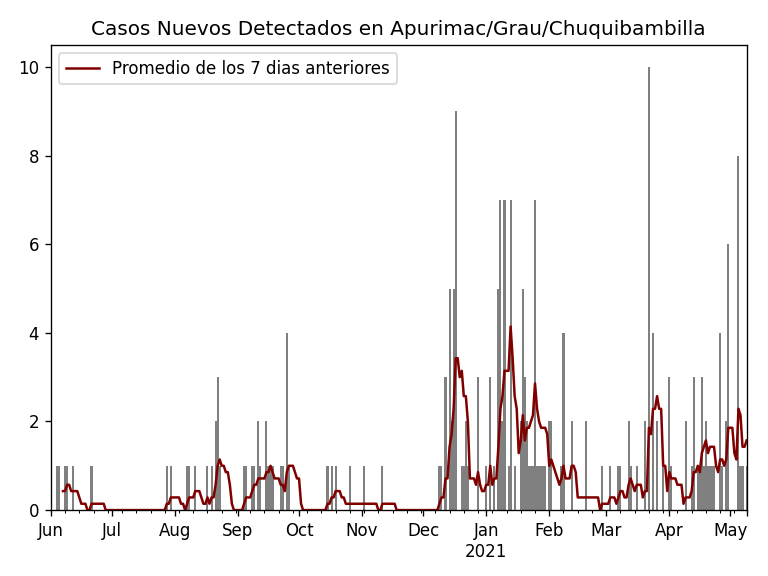 Casos Nuevos Detectados en Apurimac/Grau/Chuquibambilla
Promedio de los 7 dias anteriores
10
8
6
4
2
0
Jun Jul Aug Sep Oct Nov Dec Jan Feb Mar Apr May
2021